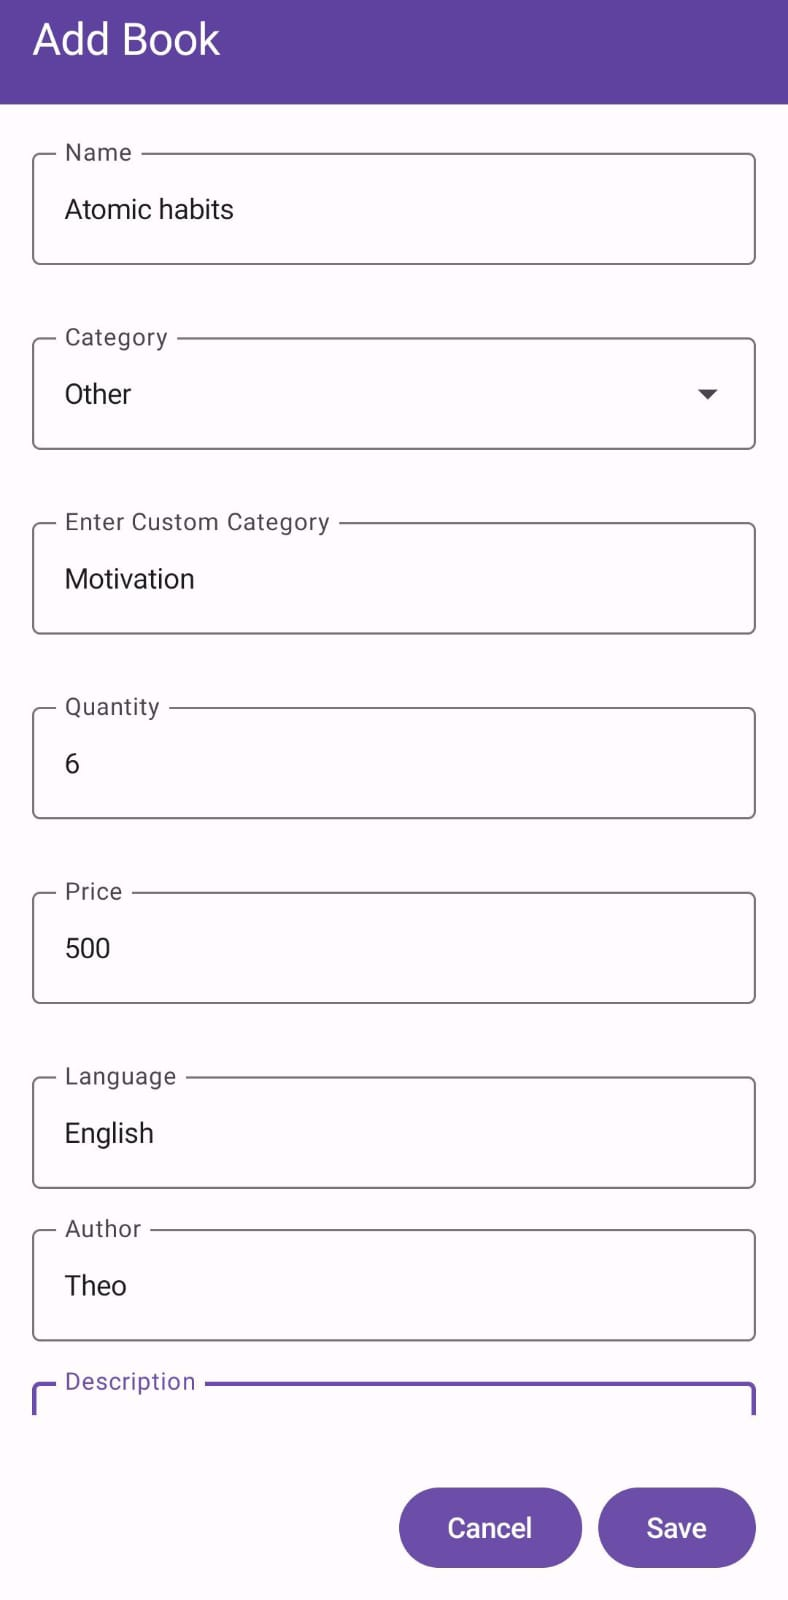 Add Book
Name
Atomic habits
Category
Other
Enter Custom Category
Motivation
Quantity
6
Price
500
Language
English
Author
Theo
Description
Cancel
Save